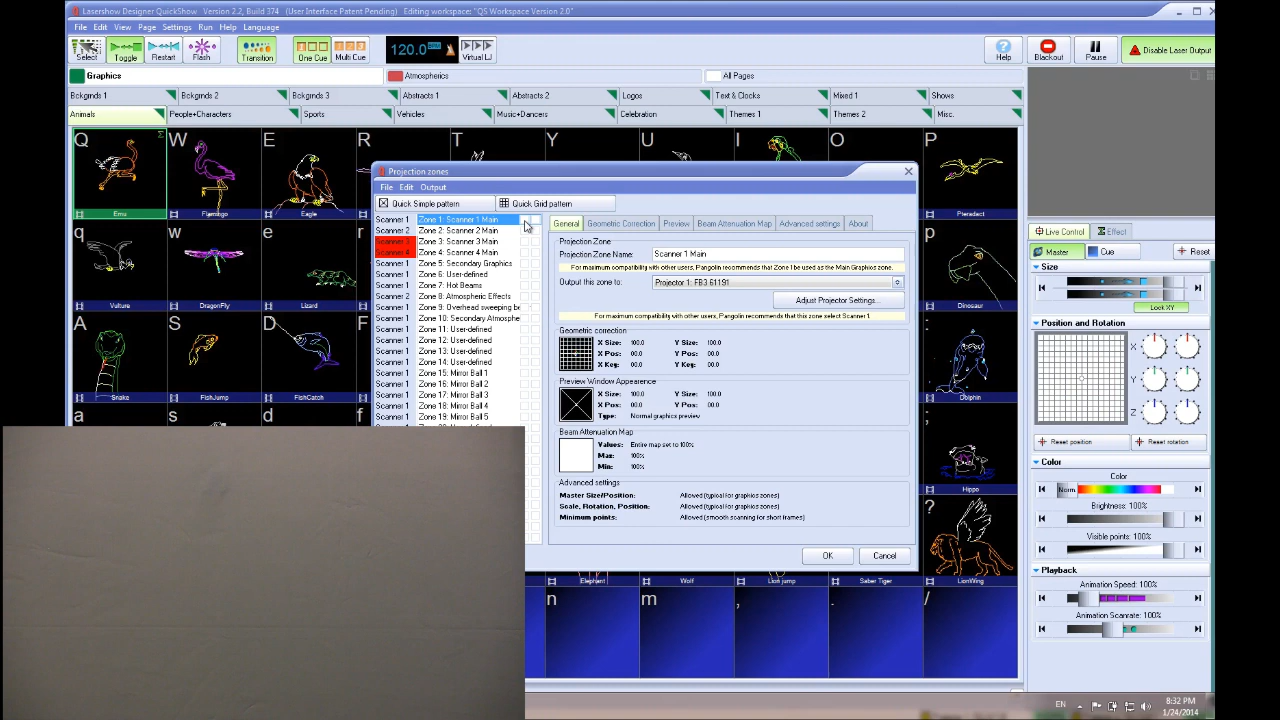 Lasershow Designer QuickShow Version 2.2, Build 374 (User Interface Patent Pending) Editing workspace: "QS Workspace Version 2.0"
File Edit View Page Settings Run Help Language
Select Toggle Restart Flash Transition One Cue Multi Cue 120.0 Virtual LJ Help Blackout Pause Disable Laser Output
Graphics Atmospherics All Pages
Bckgrnds 1 Bckgrnds 2 Bckgrnds 3 Abstracts 1 Abstracts 2 Logos Text & Clocks Mixed 1 Shows
Animals People+Characters Sports Vehicles Music+Dancers Celebration Themes 1 Themes 2 Misc.
Q W E R T Y U I O P
Emu Flamingo Eagle Pteradact
Projection zones
File Edit Output
Quick Simple pattern Quick Grid pattern
General Geometric Correction Preview Beam Attenuation Map Advanced settings About
Scanner 1 Zone 1: Scanner 1 Main
Scanner 2 Zone 2: Scanner 2 Main
Scanner 3 Zone 3: Scanner 3 Main
Scanner 4 Zone 4: Scanner 4 Main
Scanner 1 Zone 5: Secondary Graphics
Scanner 2 Zone 6: User-defined
Scanner 1 Zone 7: Hot Beams
Scanner 2 Zone 8: Atmospheric Effects
Scanner 1 Zone 9: Overhead sweeping be
Scanner 1 Zone 10: Secondary Atmosphe
Scanner 1 Zone 11: User-defined
Scanner 1 Zone 12: User-defined
Scanner 1 Zone 13: User-defined
Scanner 1 Zone 14: User-defined
Scanner 1 Zone 15: Mirror Ball 1
Scanner 1 Zone 16: Mirror Ball 2
Scanner 1 Zone 17: Mirror Ball 3
Scanner 1 Zone 18: Mirror Ball 4
Scanner 1 Zone 19: Mirror Ball 5
Projection Zone
Projection Zone Name: Scanner 1 Main
For maximum compatibility with other users, Pangolin recommends that Zone 1 be used as the Main Graphics zone.
Output this zone to: Projector 1: FB3 61191
Adjust Projector Settings...
For maximum compatibility with other users, Pangolin recommends that this zone select Scanner 1.
Geometric correction
X Size: 100.0 Y Size: 100.0
X Pos: 00.0 Y Pos: 00.0
X Key: 00.0 Y Key: 00.0
Preview Window Appearence
X Size: 100.0 Y Size: 100.0
X Pos: 00.0 Y Pos: 00.0
Type: Normal graphics preview
Beam Attenuation Map
Values: Entire map set to 100%
Max: 100%
Min: 100%
Advanced settings
Master Size/Position: Allowed (typical for graphics zones)
Scale, Rotation, Position: Allowed (typical for graphics zones)
Minimum points: Allowed (smooth scanning for short frames)
OK Cancel
q w e
Vulture DragonFly Lizard Dinosaur
A S D
Snake FishJump FishCatch Dolphin
a s d ;
Hippo
?
Elephant Wolf Lion jump Saber Tiger LionWing
n m , . /
Live Control Effect
Master Cue Reset
Size
Lock XY
Position and Rotation
X
Y
Z
Reset position Reset rotation
Color
Color
Norm
Brightness: 100%
Visible points: 100%
Playback
Animation Speed: 100%
Animation Scanrate: 100%
EN 8:32 PM
1/24/2014